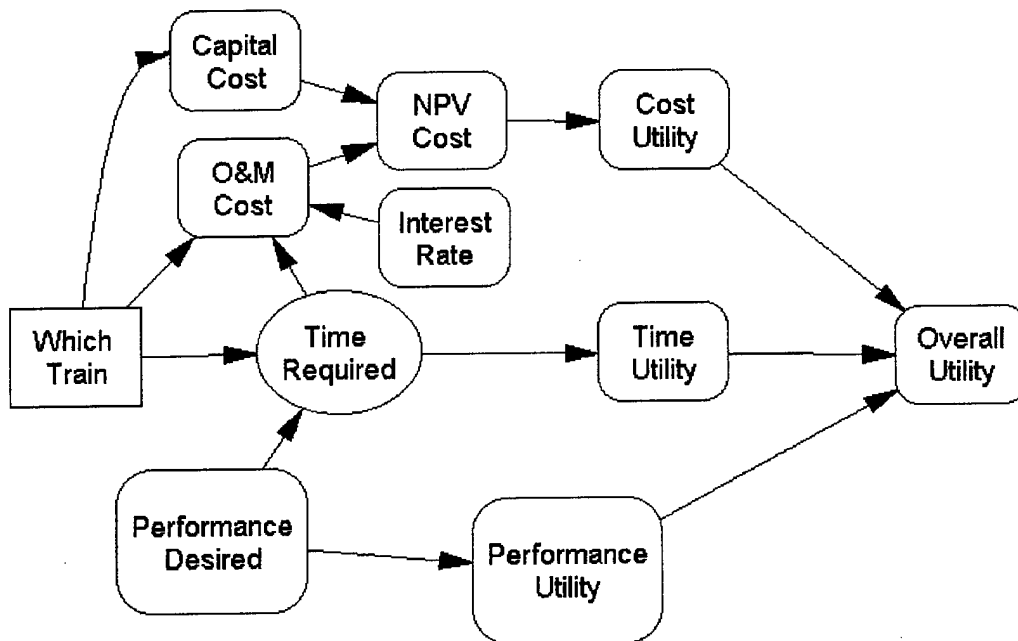 Capital
Cost
NPV
Cost
Cost
Utility
O&M
Cost
Interest
Rate
Which
Train
Time
Required
Time
Utility
Overall
Utility
Performance
Desired
Performance
Utility